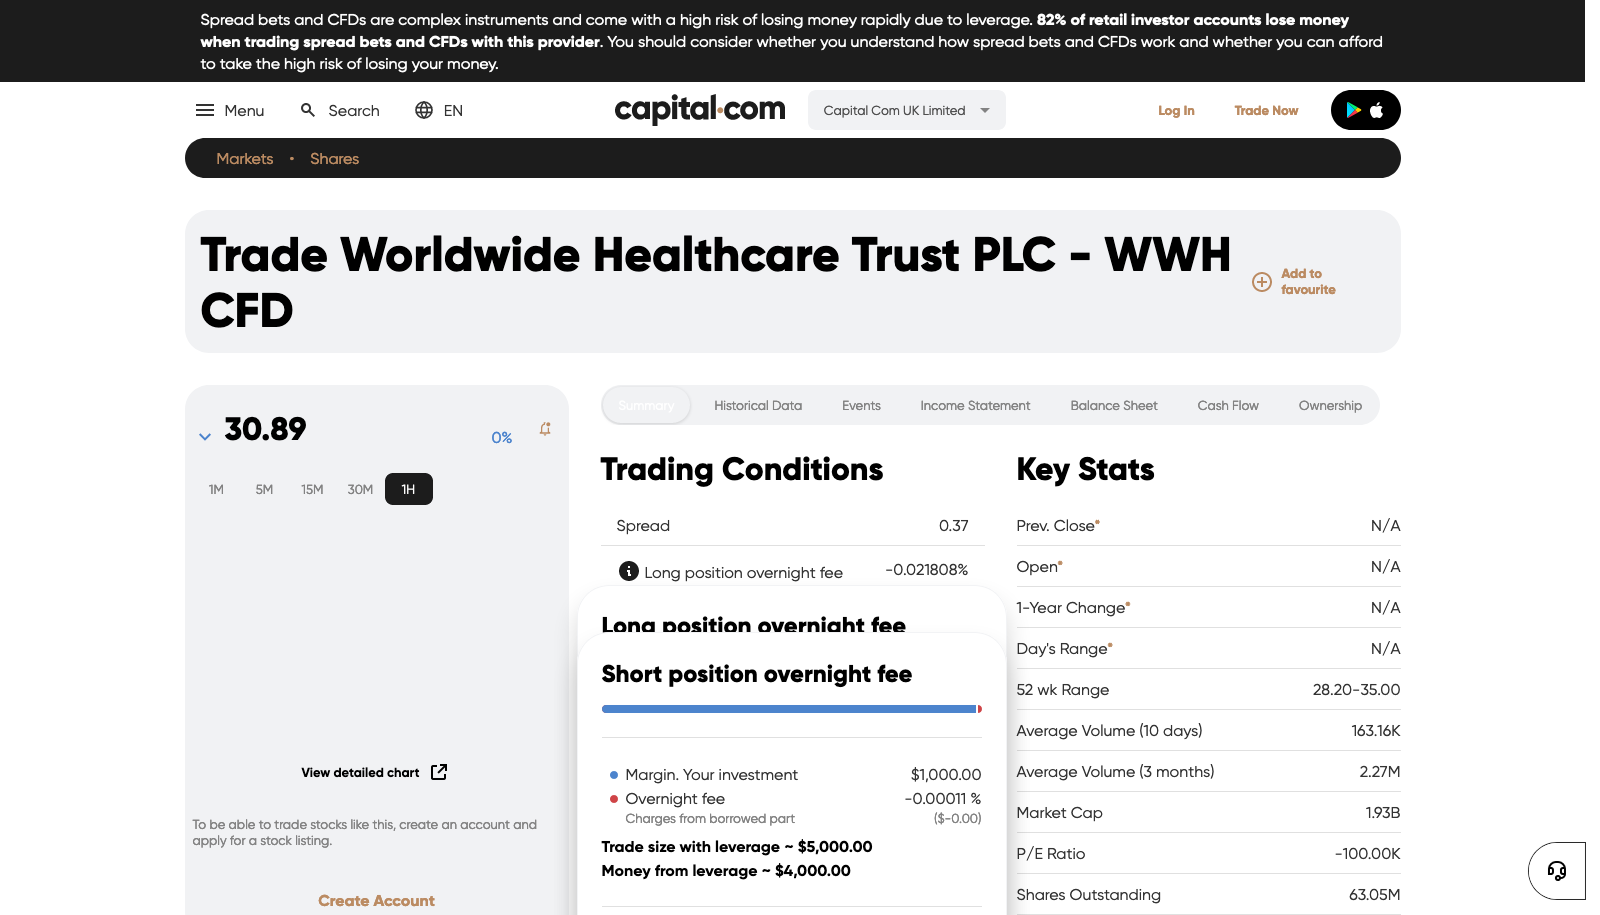 Spread bets and CFDs are complex instruments and come with a high risk of losing money rapidly due to leverage. 82% of retail investor accounts lose money
when trading spread bets and CFDs with this provider. You should consider whether you understand how spread bets and CFDs work and whether you can afford
to take the high risk of losing your money.
Menu
Search
EN
capital.com
Capital Com UK Limited
Log In
Trade Now
Markets • Shares
Trade Worldwide Healthcare Trust PLC - WWH
CFD
Add to
favourite
30.89
0%
1M 5M 15M 30M 1H
View detailed chart
To be able to trade stocks like this, create an account and
apply for a stock listing.
Create Account
Summary Historical Data Events Income Statement Balance Sheet Cash Flow Ownership
Trading Conditions
Spread 0.37
Long position overnight fee -0.021808%
Long position overnight fee
Short position overnight fee
Margin. Your investment $1,000.00
Overnight fee -0.00011 %
Charges from borrowed part ($-0.00)
Trade size with leverage ~ $5,000.00
Money from leverage ~ $4,000.00
Key Stats
Prev. Close* N/A
Open* N/A
1-Year Change* N/A
Day's Range* N/A
52 wk Range 28.20-35.00
Average Volume (10 days) 163.16K
Average Volume (3 months) 2.27M
Market Cap 1.93B
P/E Ratio -100.00K
Shares Outstanding 63.05M